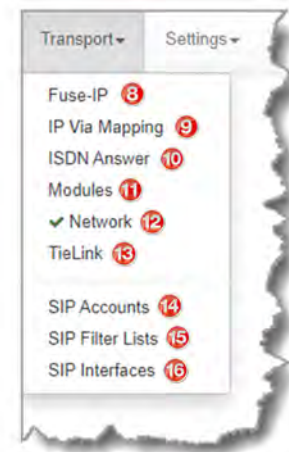 Transport Settings
Fuse-IP 8
IP Via Mapping 9
ISDN Answer 10
Modules 11
✔ Network 12
TieLink 13
SIP Accounts 14
SIP Filter Lists 15
SIP Interfaces 16